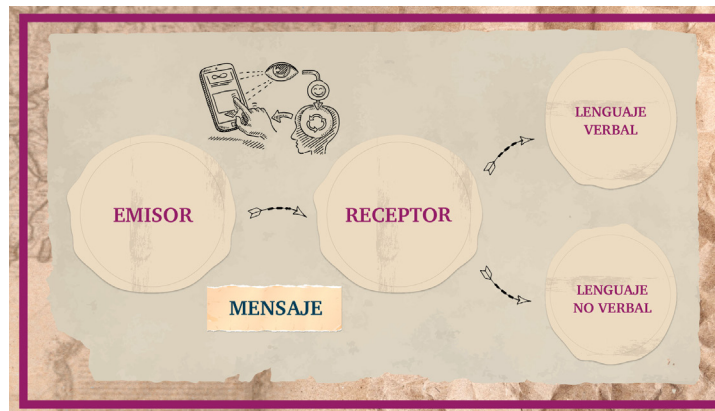 EMISOR
RECEPTOR
MENSAJE
LENGUAJE
VERBAL
LENGUAJE
NO VERBAL